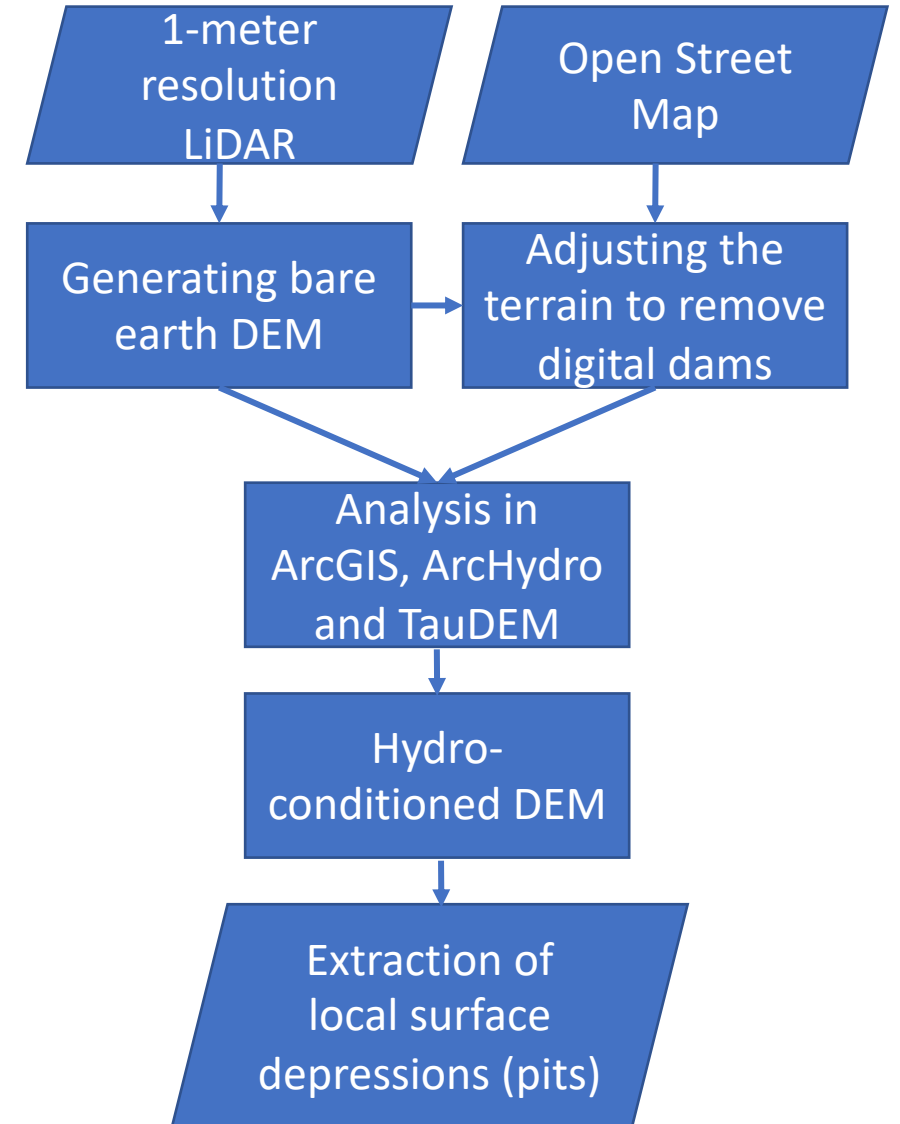 1-meter
resolution
LiDAR
Open Street
Map
Generating bare
earth DEM
Adjusting the
terrain to remove
digital dams
Analysis in
ArcGIS, ArcHydro
and TauDEM
Hydro-
conditioned DEM
Extraction of
local surface
depressions (pits)